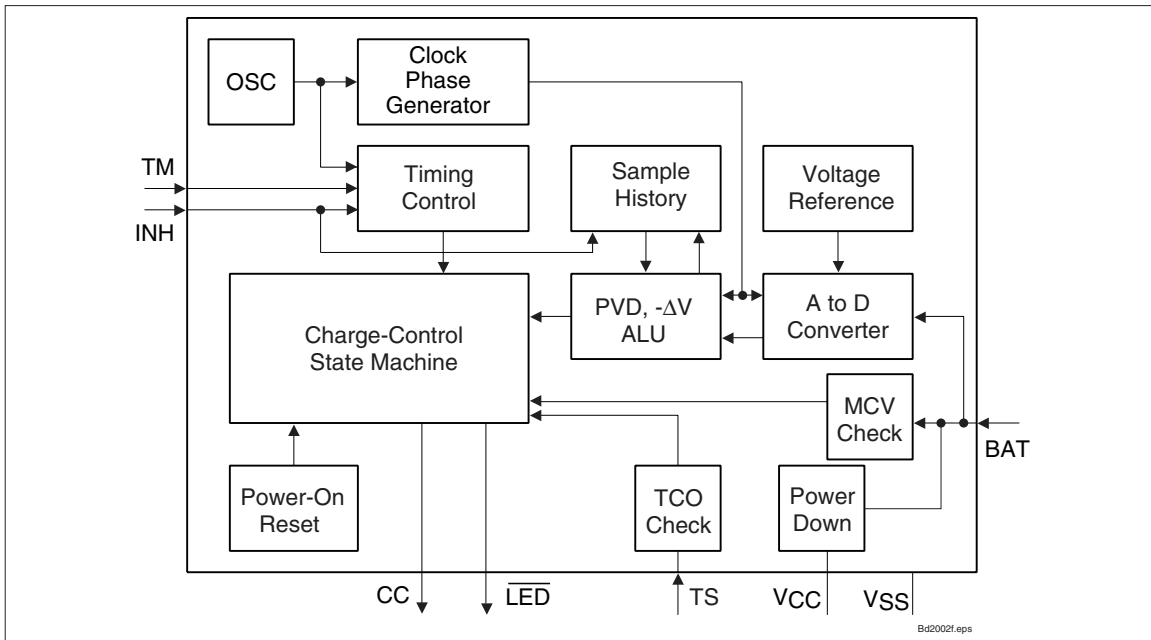 OSC
Clock
Phase
Generator
TM
INH
Timing
Control
Sample
History
Voltage
Reference
Charge-Control
State Machine
PVD, -ΔV
ALU
A to D
Converter
MCV
Check
BAT
Power-On
Reset
TCO
Check
Power
Down
CC
L̅E̅D̅
TS
VCC
VSS
Bd2002f.eps